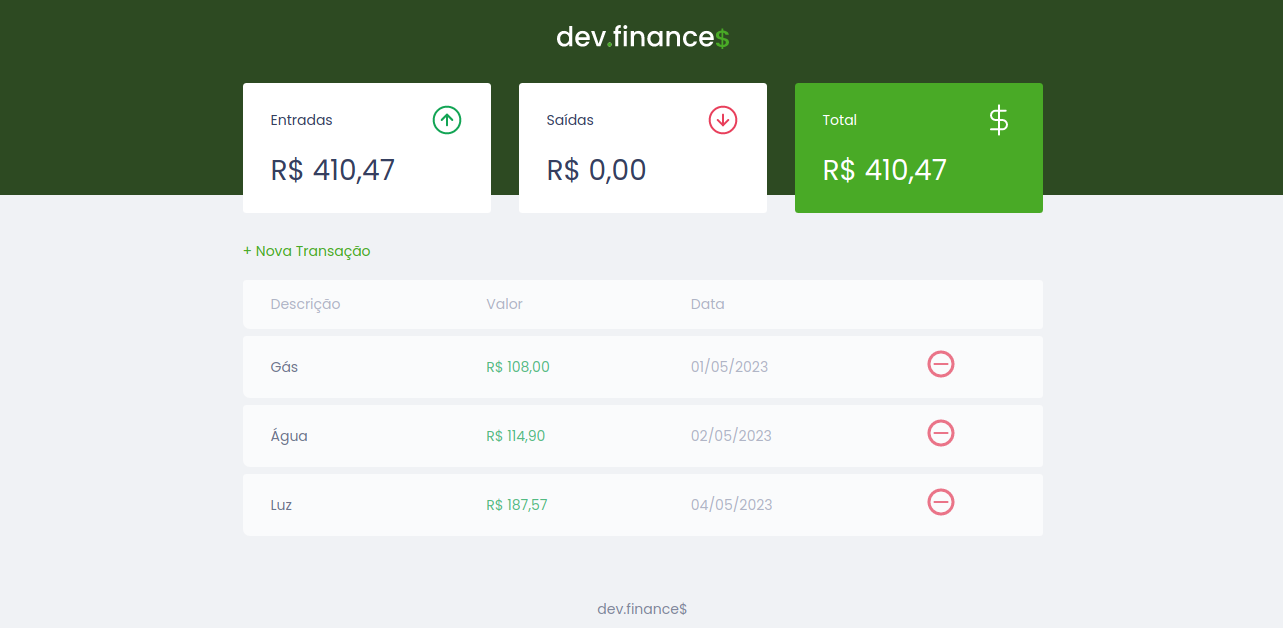 dev.finance$
Entradas
R$ 410,47
Saídas
R$ 0,00
Total
$
R$ 410,47
+ Nova Transação
Descrição Valor Data
Gás R$ 108,00 01/05/2023
Água R$ 114,90 02/05/2023
Luz R$ 187,57 04/05/2023
dev.finance$